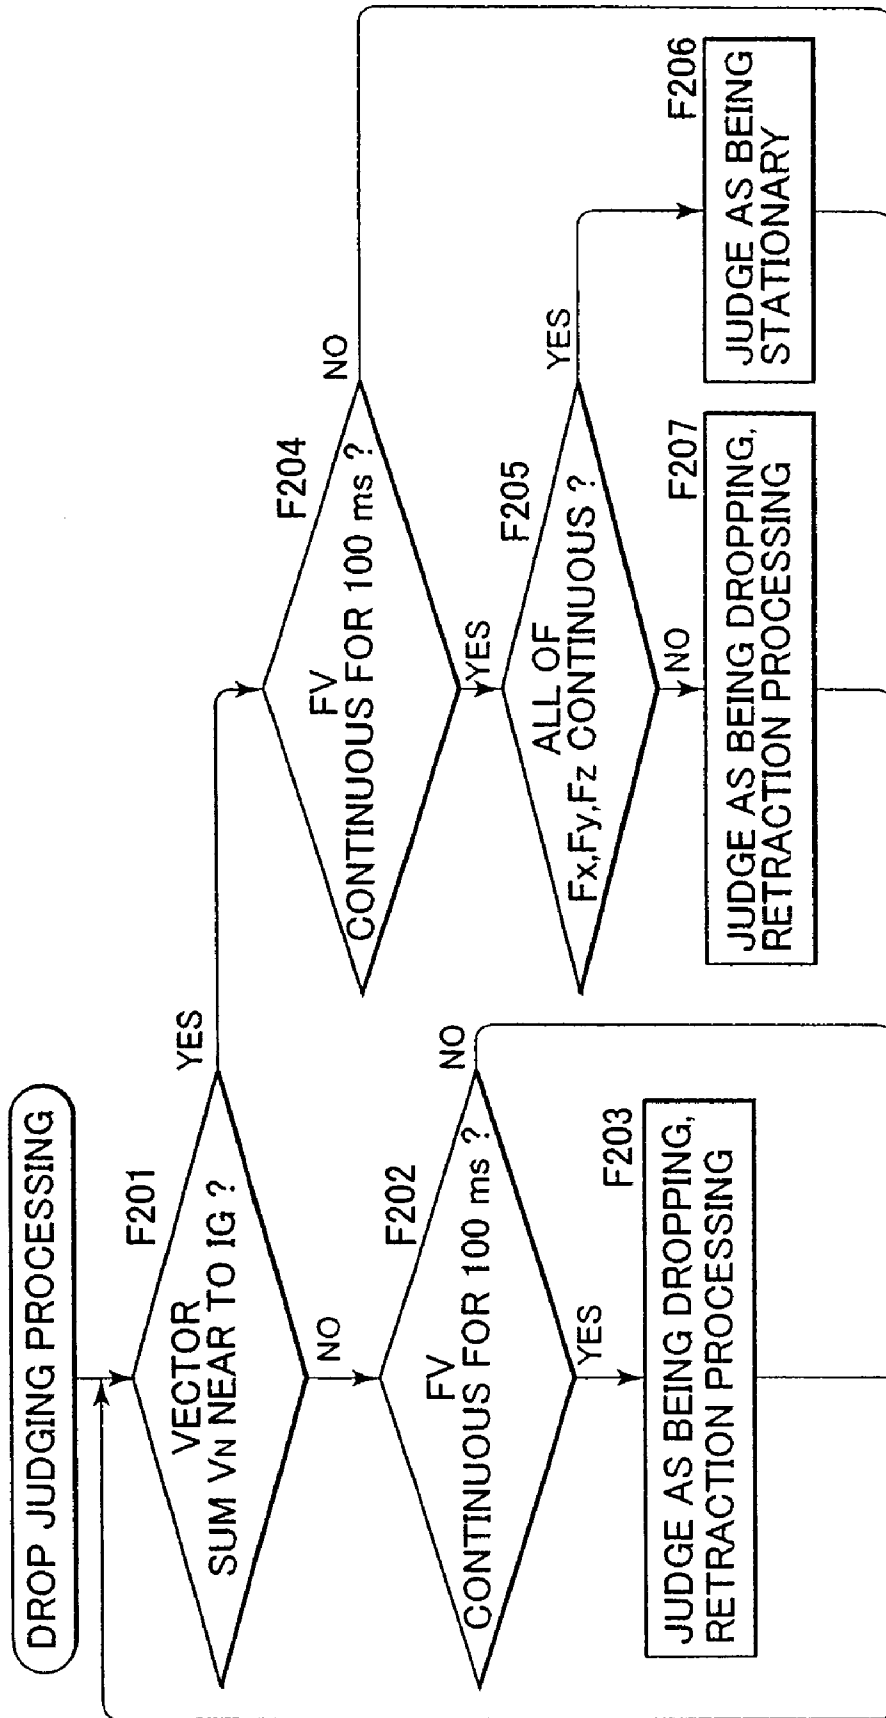 DROP JUDGING PROCESSING
F201
VECTOR
SUM VN NEAR TO IG ?
YES
NO
F202
FV
CONTINUOUS FOR 100 ms ?
NO
YES
F203
JUDGE AS BEING DROPPING,
RETRACTION PROCESSING
F204
FV
CONTINUOUS FOR 100 ms ?
NO
YES
F205
ALL OF
Fx,Fy,Fz CONTINUOUS ?
YES
NO
F206
JUDGE AS BEING
STATIONARY
F207
JUDGE AS BEING DROPPING,
RETRACTION PROCESSING